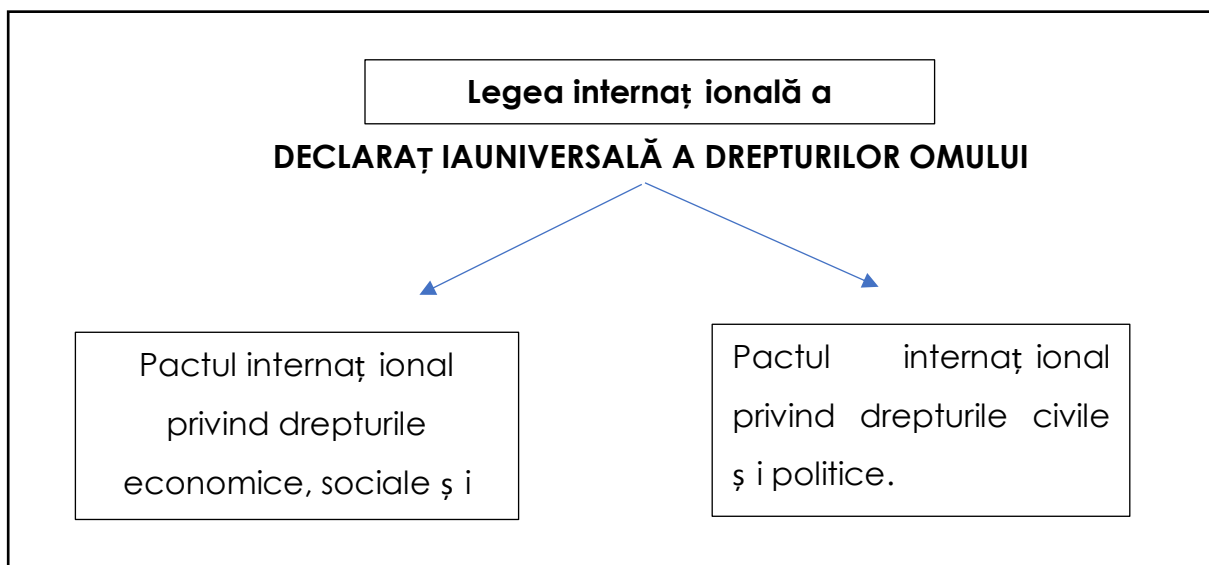 Legea internaț ională a
DECLARAȚ IAUNIVERSALĂ A DREPTURILOR OMULUI
Pactul internaț ional
privind drepturile
economice, sociale ș i
Pactul internaț ional
privind drepturile civile
ș i politice.